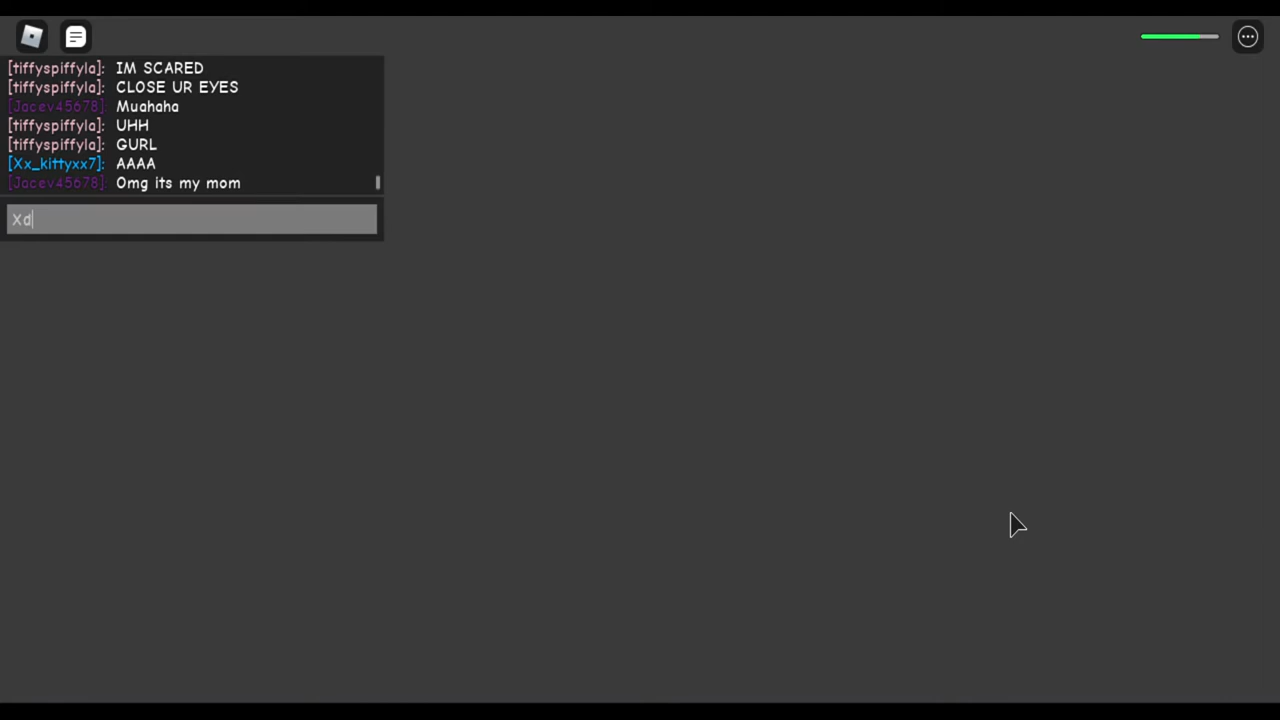 [tiffyspiffyla]: IM SCARED
[tiffyspiffyla]: CLOSE UR EYES
[Jacev45678]: Muahaha
[tiffyspiffyla]: UHH
[tiffyspiffyla]: GURL
[Xx_kittyxx7]: AAAA
[Jacev45678]: Omg its my mom
Xd